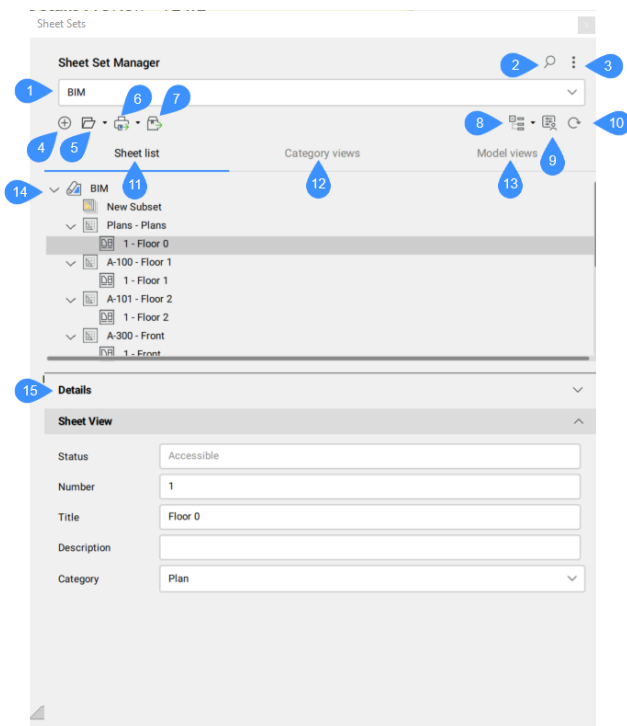 Sheet Sets
Sheet Set Manager
2
3
1
BIM
6
7
4
5
8
9
10
Sheet list
Category views
Model views
11
12
13
14
BIM
New Subset
Plans - Plans
1 - Floor 0
A-100 - Floor 1
1 - Floor 1
A-101 - Floor 2
1 - Floor 2
A-300 - Front
1 - Front
15
Details
Sheet View
Status
Accessible
Number
1
Title
Floor 0
Description
Category
Plan